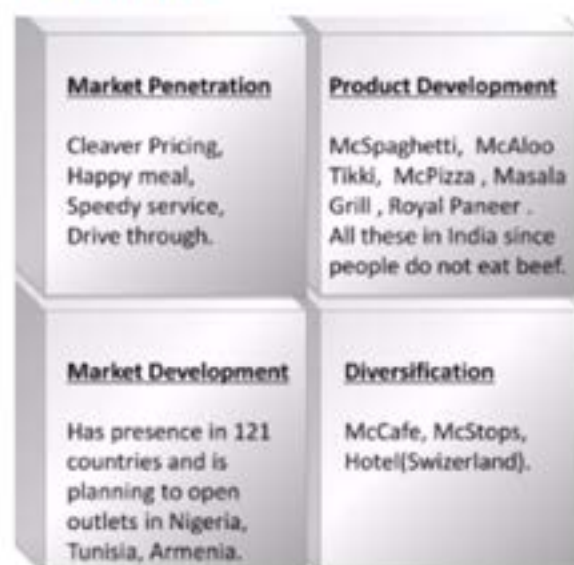 Market Penetration
Cleaver Pricing,
Happy meal,
Speedy service,
Drive through.
Product Development
McSpaghetti, McAloo
Tikki, McPizza , Masala
Grill , Royal Paneer .
All these in India since
people do not eat beef.
Market Development
Has presence in 121
countries and is
planning to open
outlets in Nigeria,
Tunisia, Armenia.
Diversification
McCafe, McStops,
Hotel(Swizerland).